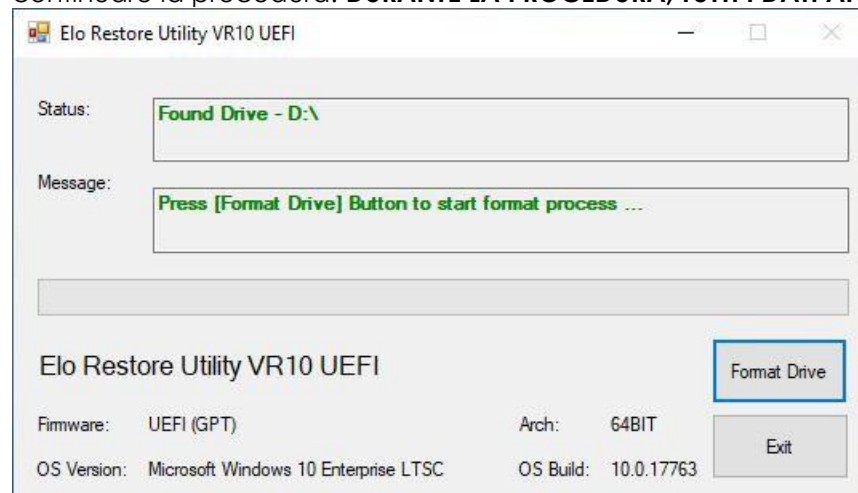 Elo Restore Utility VR10 UEFI
Status:
Found Drive - D:\
Message:
Press [Format Drive] Button to start format process ...
Elo Restore Utility VR10 UEFI
Format Drive
Firmware: UEFI (GPT) Arch: 64BIT
Exit
OS Version: Microsoft Windows 10 Enterprise LTSC OS Build: 10.0.17763